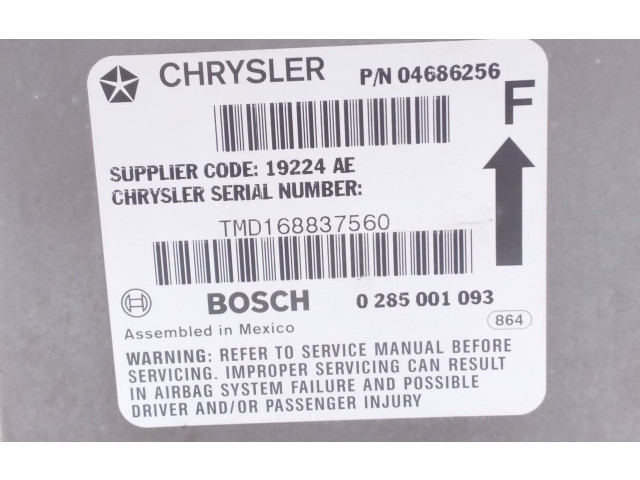 CHRYSLER P/N 04686256
F
SUPPLIER CODE: 19224 AE
CHRYSLER SERIAL NUMBER:
TMD168837560
BOSCH 0 285 001 093
Assembled in Mexico 864
WARNING: REFER TO SERVICE MANUAL BEFORE
SERVICING. IMPROPER SERVICING CAN RESULT
IN AIRBAG SYSTEM FAILURE AND POSSIBLE
DRIVER AND/OR PASSENGER INJURY